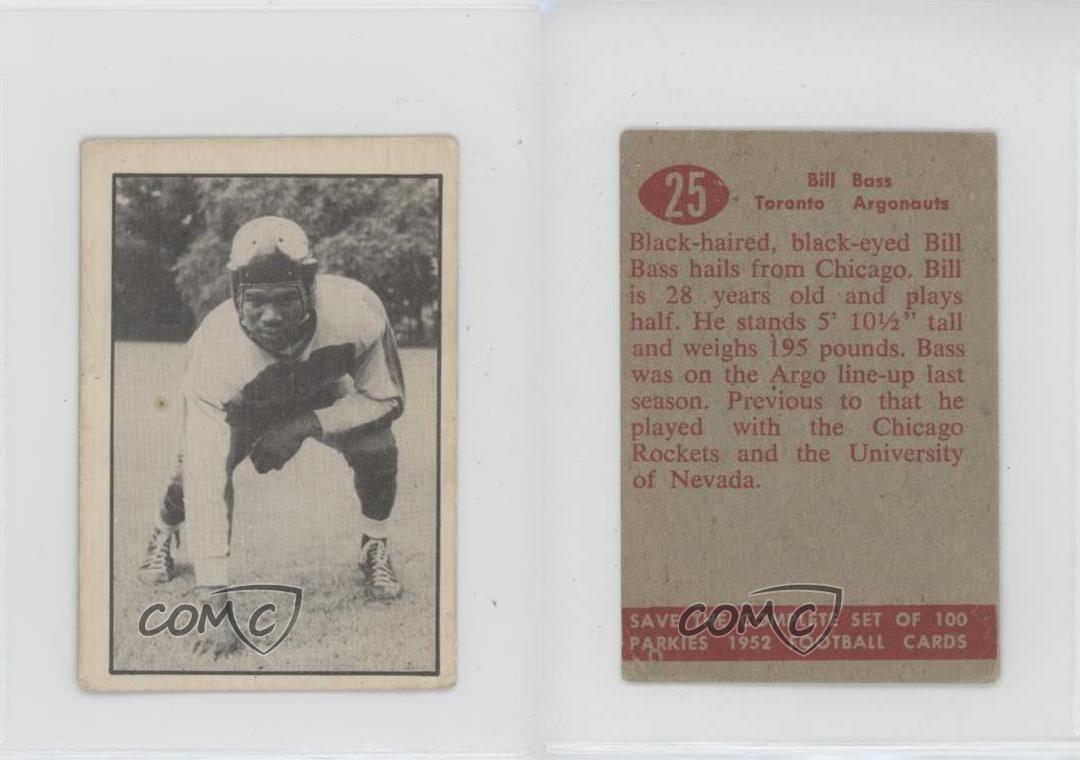 COMC
25
Bill Bass
Toronto Argonauts
Black-haired, black-eyed Bill
Bass hails from Chicago. Bill
is 28 years old and plays
half. He stands 5' 10½" tall
and weighs 195 pounds. Bass
was on the Argo line-up last
season. Previous to that he
played with the Chicago
Rockets and the University
of Nevada.
SAVE THE COMPLETE SET OF 100
PARKIES 1952 FOOTBALL CARDS
COMC